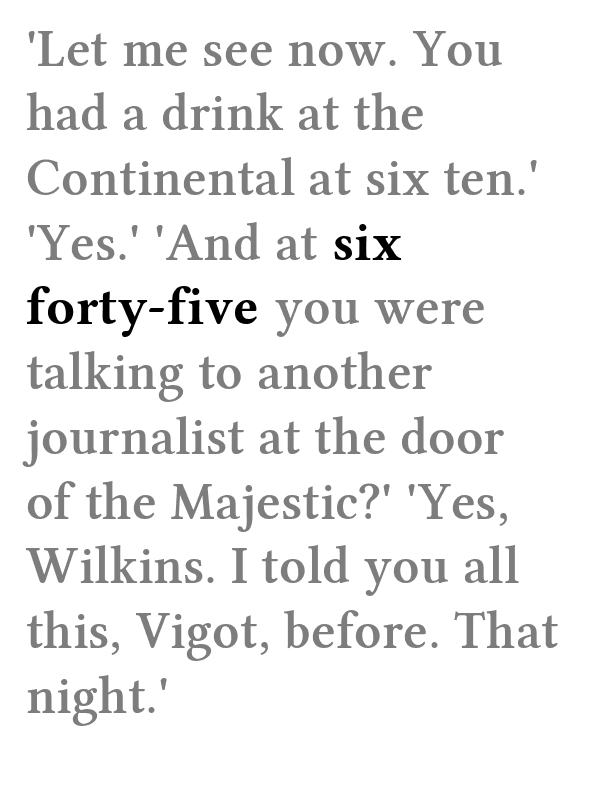 'Let me see now. You
had a drink at the
Continental at six ten.'
'Yes.' 'And at six
forty-five you were
talking to another
journalist at the door
of the Majestic?' 'Yes,
Wilkins. I told you all
this, Vigot, before. That
night.'